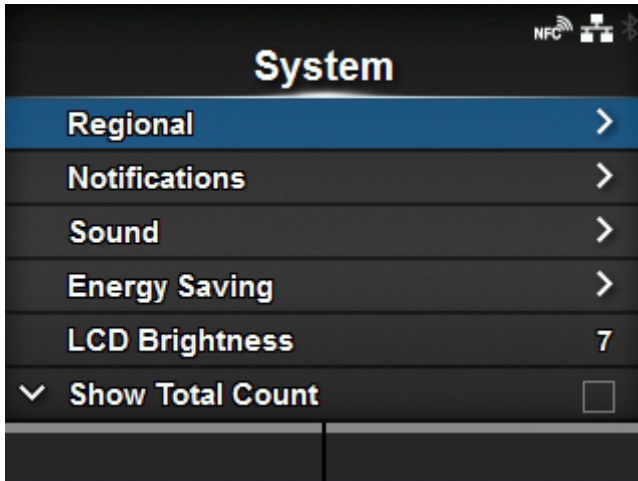 NFC
System
Regional
Notifications
Sound
Energy Saving
LCD Brightness 7
Show Total Count